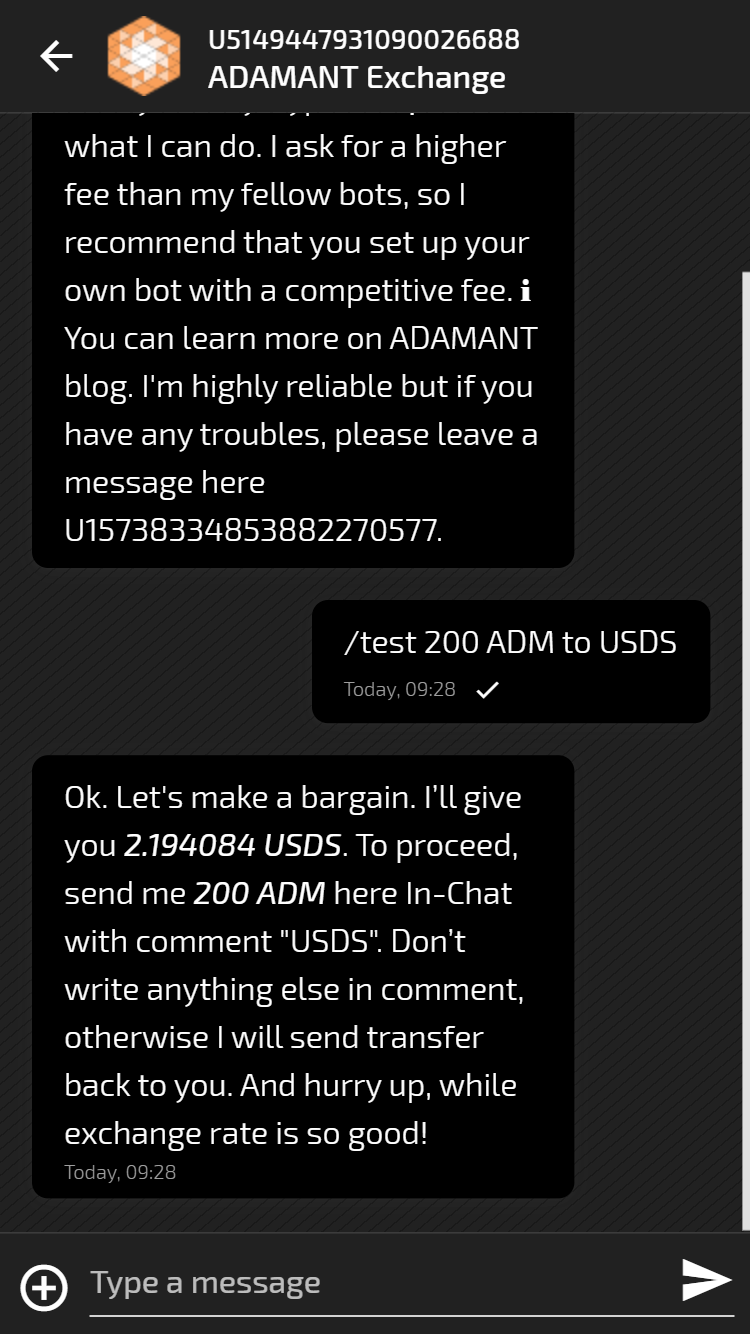 U5149447931090026688
ADAMANT Exchange
what I can do. I ask for a higher
fee than my fellow bots, so I
recommend that you set up your
own bot with a competitive fee. ℹ
You can learn more on ADAMANT
blog. I'm highly reliable but if you
have any troubles, please leave a
message here
U15738334853882270577.
/test 200 ADM to USDS
Today, 09:28
Ok. Let's make a bargain. I’ll give
you 2.194084 USDS. To proceed,
send me 200 ADM here In-Chat
with comment "USDS". Don’t
write anything else in comment,
otherwise I will send transfer
back to you. And hurry up, while
exchange rate is so good!
Today, 09:28
Type a message